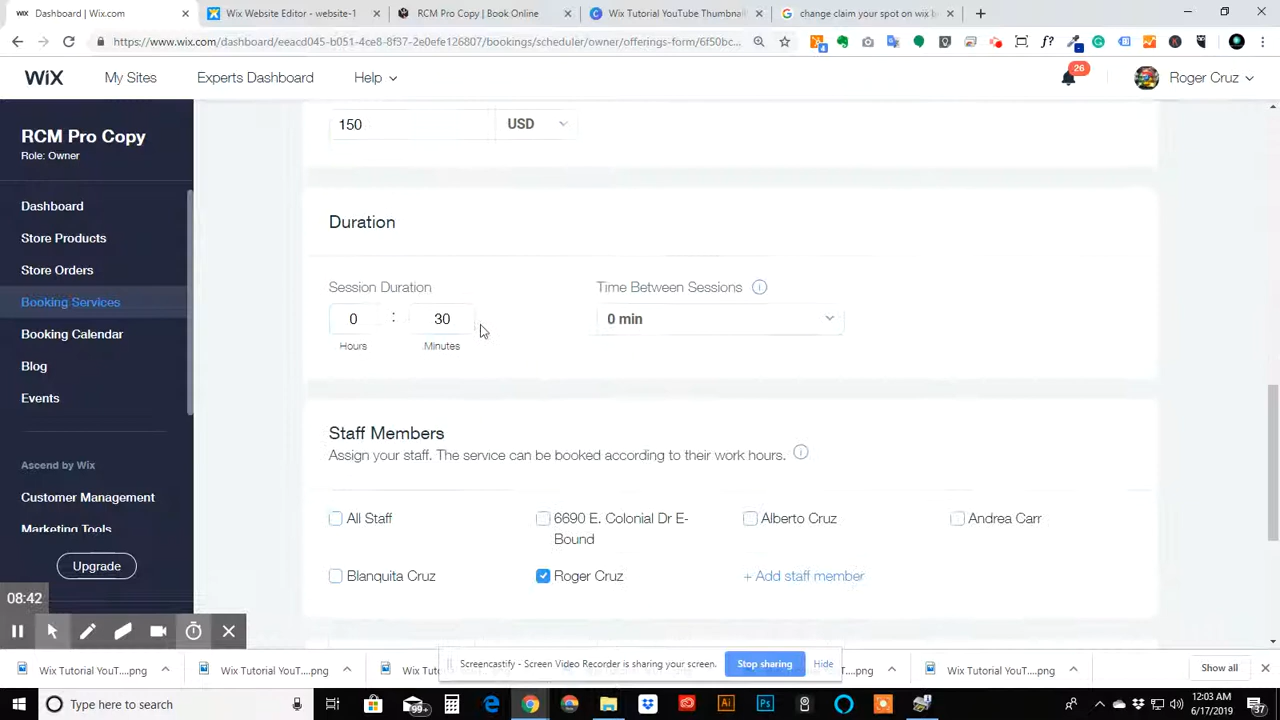 Dashboard | Wix.com
Wix Website Editor - website-1
RCM Pro Copy | Book Online
Wix Tutorial YouTube Thumbnail
change claim your spot on wix b
https://www.wix.com/dashboard/eeacd045-b051-4ce8-8f37-2e0efe126807/bookings/scheduler/owner/offerings-form/6f50bc...
WiX
My Sites
Experts Dashboard
Help
26
Roger Cruz
RCM Pro Copy
Role: Owner
Dashboard
Store Products
Store Orders
Booking Services
Booking Calendar
Blog
Events
Ascend by Wix
Customer Management
Marketing Tools
Upgrade
150
USD
Duration
Session Duration
Time Between Sessions
0 : 30
0 min
Hours
Minutes
Staff Members
Assign your staff. The service can be booked according to their work hours.
All Staff
6690 E. Colonial Dr E-
Bound
Alberto Cruz
Andrea Carr
Blanquita Cruz
Roger Cruz
+ Add staff member
08:42
Screencastify - Screen Video Recorder is sharing your screen.
Stop sharing
Hide
Wix Tutorial YouT....png
Wix Tutorial YouT....png
Wix Tutorial YouT....png
Wix Tutorial YouT....png
Show all
Type here to search
99+
12:03 AM
6/17/2019
37